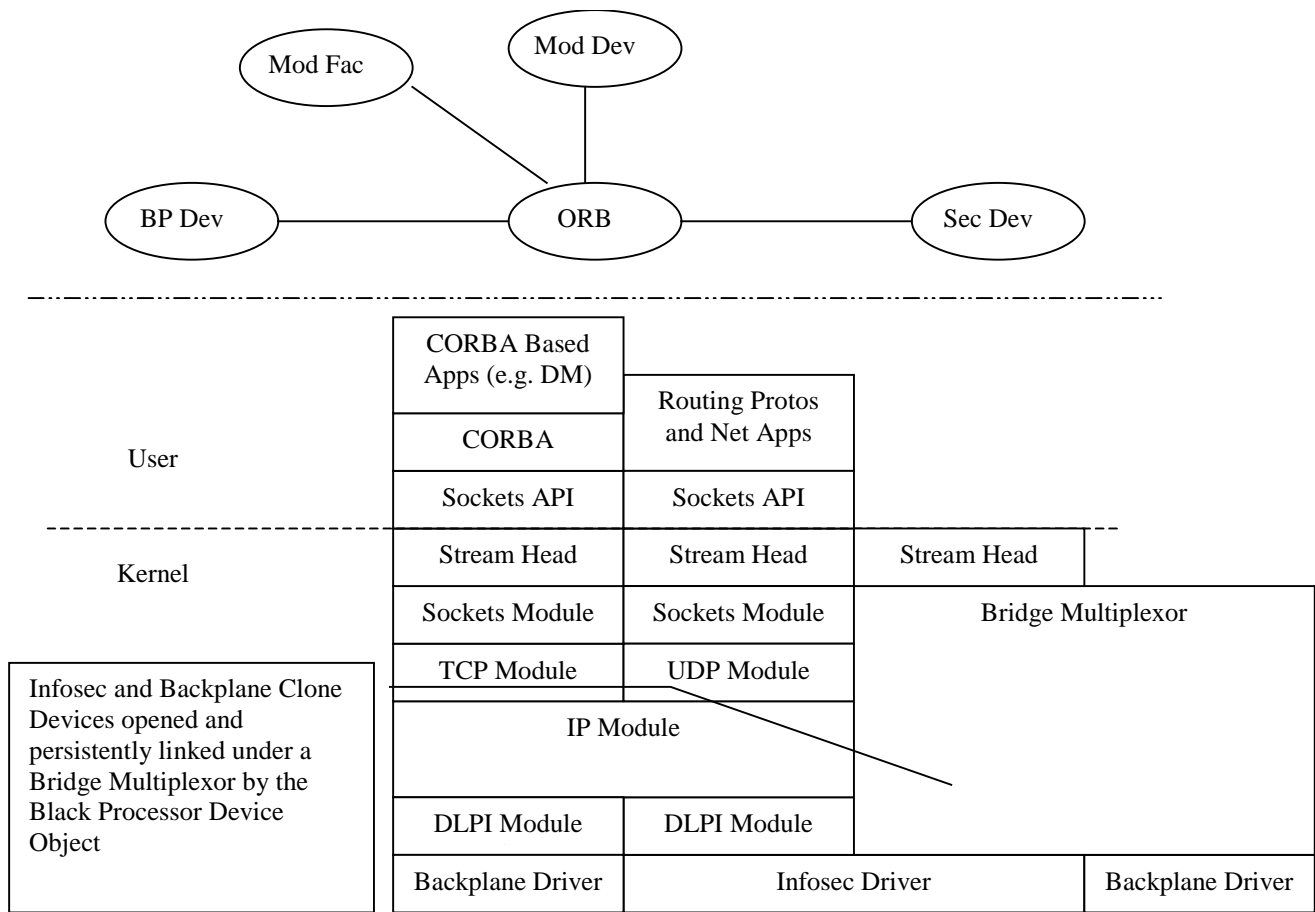 Mod Dev
Mod Fac
BP Dev
ORB
Sec Dev
CORBA Based
Apps (e.g. DM)
Routing Protos
and Net Apps
CORBA
User
Sockets API
Sockets API
Stream Head
Stream Head
Stream Head
Kernel
Sockets Module
Sockets Module
Bridge Multiplexor
TCP Module
UDP Module
Infosec and Backplane Clone
Devices opened and
persistently linked under a
Bridge Multiplexor by the
Black Processor Device
Object
IP Module
DLPI Module
DLPI Module
Backplane Driver
Infosec Driver
Backplane Driver